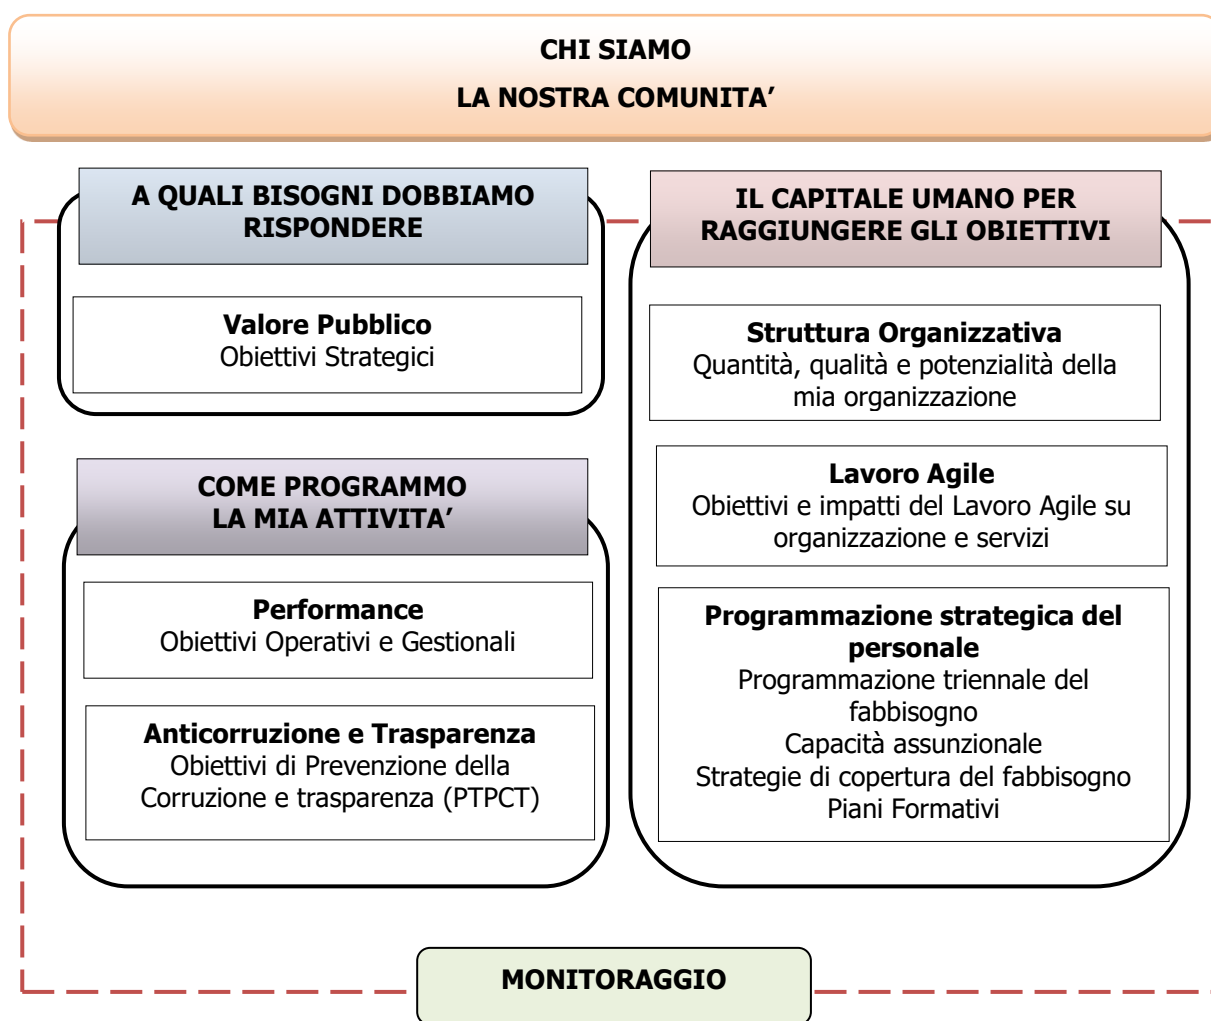 CHI SIAMO
LA NOSTRA COMUNITA’
A QUALI BISOGNI DOBBIAMO
RISPONDERE
Valore Pubblico
Obiettivi Strategici
COME PROGRAMMO
LA MIA ATTIVITA’
Performance
Obiettivi Operativi e Gestionali
Anticorruzione e Trasparenza
Obiettivi di Prevenzione della
Corruzione e trasparenza (PTPCT)
IL CAPITALE UMANO PER
RAGGIUNGERE GLI OBIETTIVI
Struttura Organizzativa
Quantità, qualità e potenzialità della
mia organizzazione
Lavoro Agile
Obiettivi e impatti del Lavoro Agile su
organizzazione e servizi
Programmazione strategica del
personale
Programmazione triennale del
fabbisogno
Capacità assunzionale
Strategie di copertura del fabbisogno
Piani Formativi
MONITORAGGIO